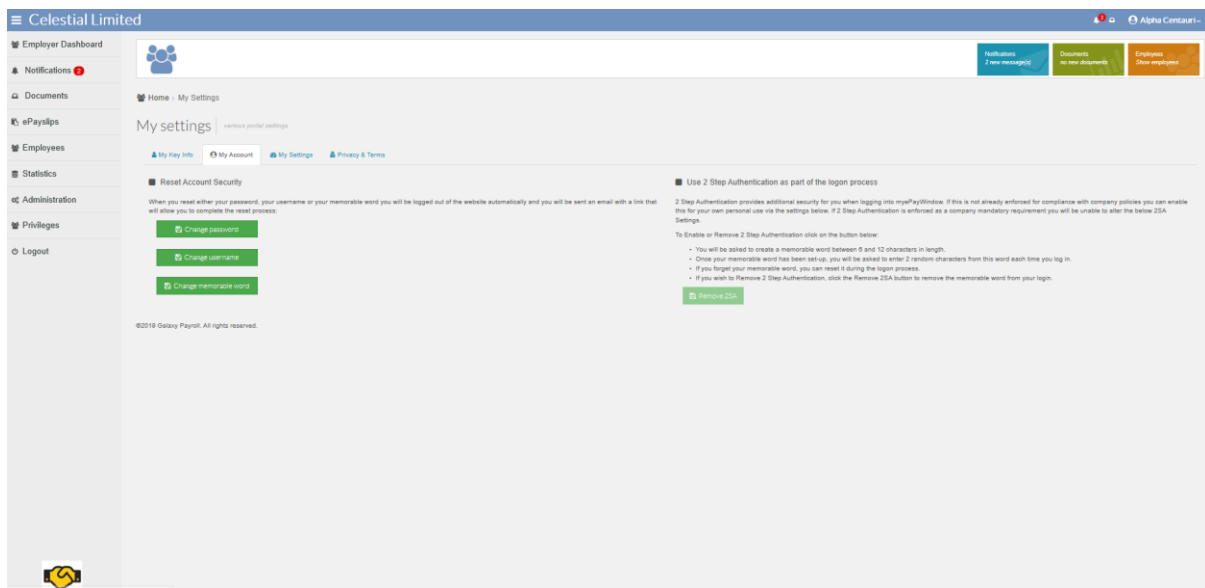 Celestial Limited
2
Alpha Centauri
Employer Dashboard
Notifications 2
Documents
ePayslips
Employees
Statistics
Administration
Privileges
Logout
Notifications
2 new message(s)
Documents
no new documents
Employees
Show employees
Home › My Settings
My settings various portal settings
My Key Info
My Account
My Settings
Privacy & Terms
Reset Account Security
When you reset either your password, your username or your memorable word you will be logged out of the website automatically and you will be sent an email with a link that
will allow you to complete the reset process:
Change password
Change username
Change memorable word
Use 2 Step Authentication as part of the logon process
2 Step Authentication provides additional security for you when logging into myePayWindow. If this is not already enforced for compliance with company policies you can enable
this for your own personal use via the settings below. If 2 Step Authentication is enforced as a company mandatory requirement you will be unable to alter the below 2SA
Settings.
To Enable or Remove 2 Step Authentication click on the button below:
• You will be asked to create a memorable word between 6 and 12 characters in length.
• Once your memorable word has been set-up, you will be asked to enter 2 random characters from this word each time you log in.
• If you forget your memorable word, you can reset it during the logon process.
• If you wish to Remove 2 Step Authentication, click the Remove 2SA button to remove the memorable word from your login.
Remove 2SA
©2019 Galaxy Payroll. All rights reserved.